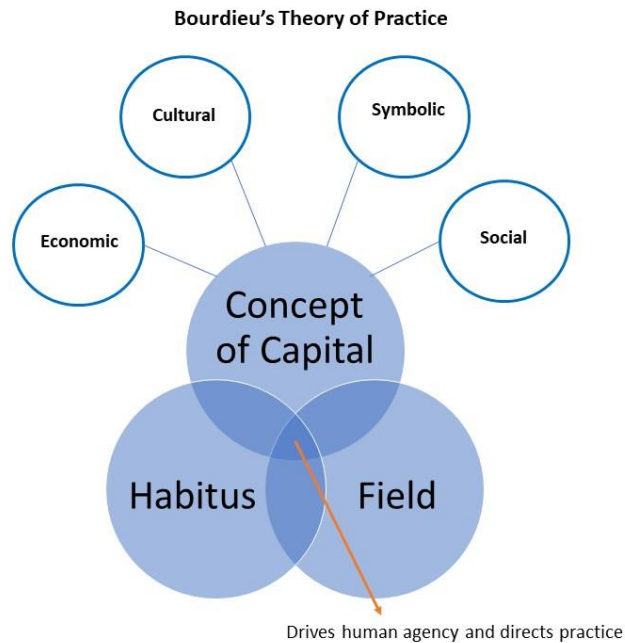 Bourdieu's Theory of Practice
Cultural
Symbolic
Economic
Social
Concept
of Capital
Habitus
Field
Drives human agency and directs practice